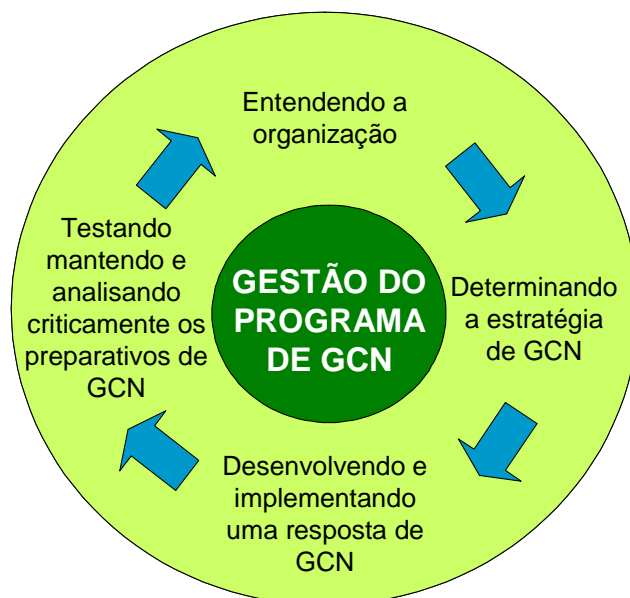 Entendendo a
organização
Determinando
a estratégia
de GCN
Desenvolvendo e
implementando
uma resposta de
GCN
Testando
mantendo e
analisando
criticamente os
preparativos de
GCN
GESTÃO DO
PROGRAMA
DE GCN